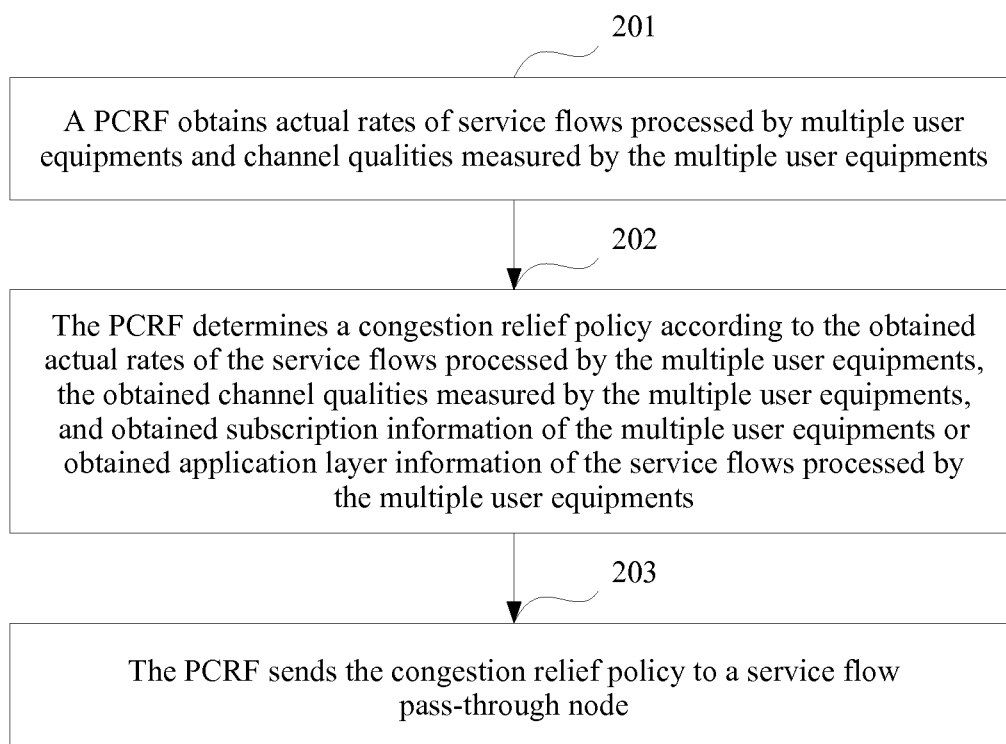 201
A PCRF obtains actual rates of service flows processed by multiple user
equipments and channel qualities measured by the multiple user equipments
202
The PCRF determines a congestion relief policy according to the obtained
actual rates of the service flows processed by the multiple user equipments,
the obtained channel qualities measured by the multiple user equipments,
and obtained subscription information of the multiple user equipments or
obtained application layer information of the service flows processed by
the multiple user equipments
203
The PCRF sends the congestion relief policy to a service flow
pass-through node